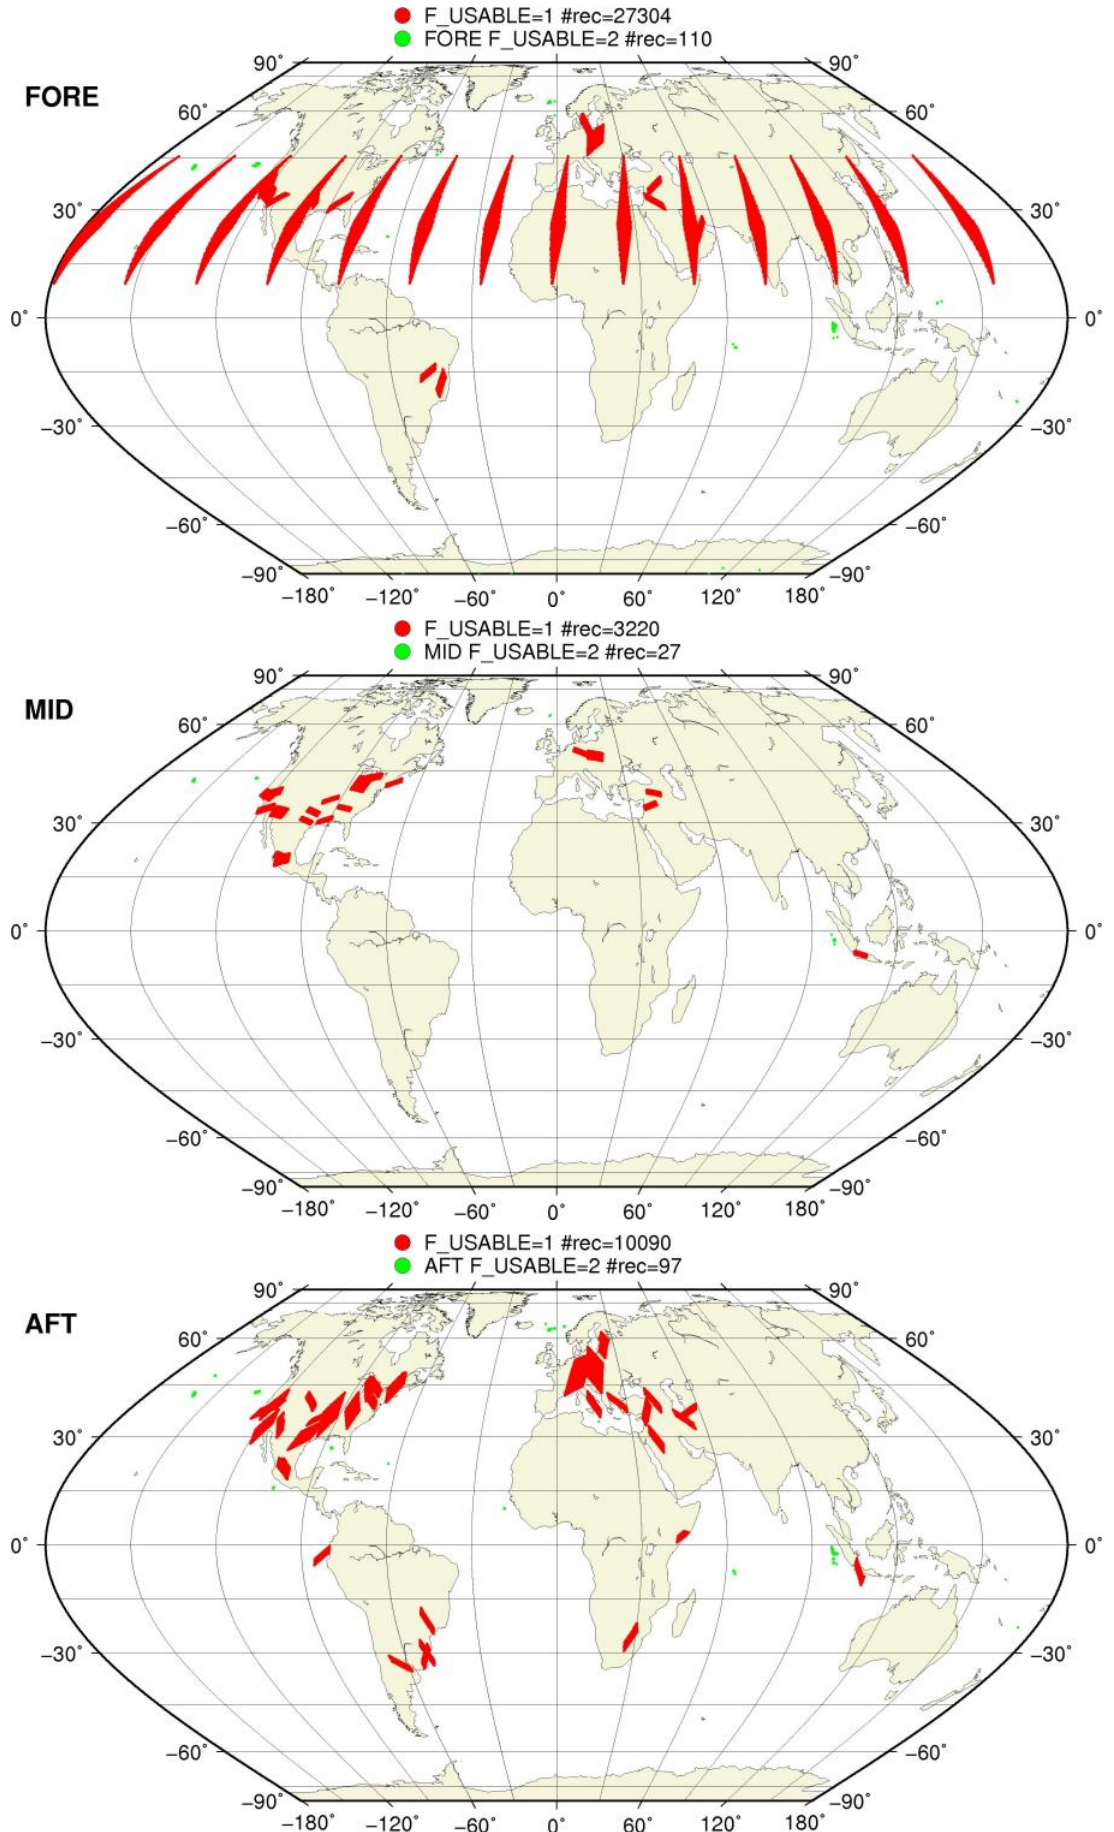 F_USABLE=1 #rec=27304
FORE F_USABLE=2 #rec=110
FORE
90° 90°
60° 60°
30° 30°
0° 0°
−30° −30°
−60° −60°
−90° −90°
−180° −120° −60° 0° 60° 120° 180°
F_USABLE=1 #rec=3220
MID F_USABLE=2 #rec=27
90° 90°
MID
60° 60°
30° 30°
0° 0°
−30° −30°
−60° −60°
−90° −90°
−180° −120° −60° 0° 60° 120° 180°
F_USABLE=1 #rec=10090
AFT F_USABLE=2 #rec=97
90° 90°
AFT
60° 60°
30° 30°
0° 0°
−30° −30°
−60° −60°
−90° −90°
−180° −120° −60° 0° 60° 120° 180°